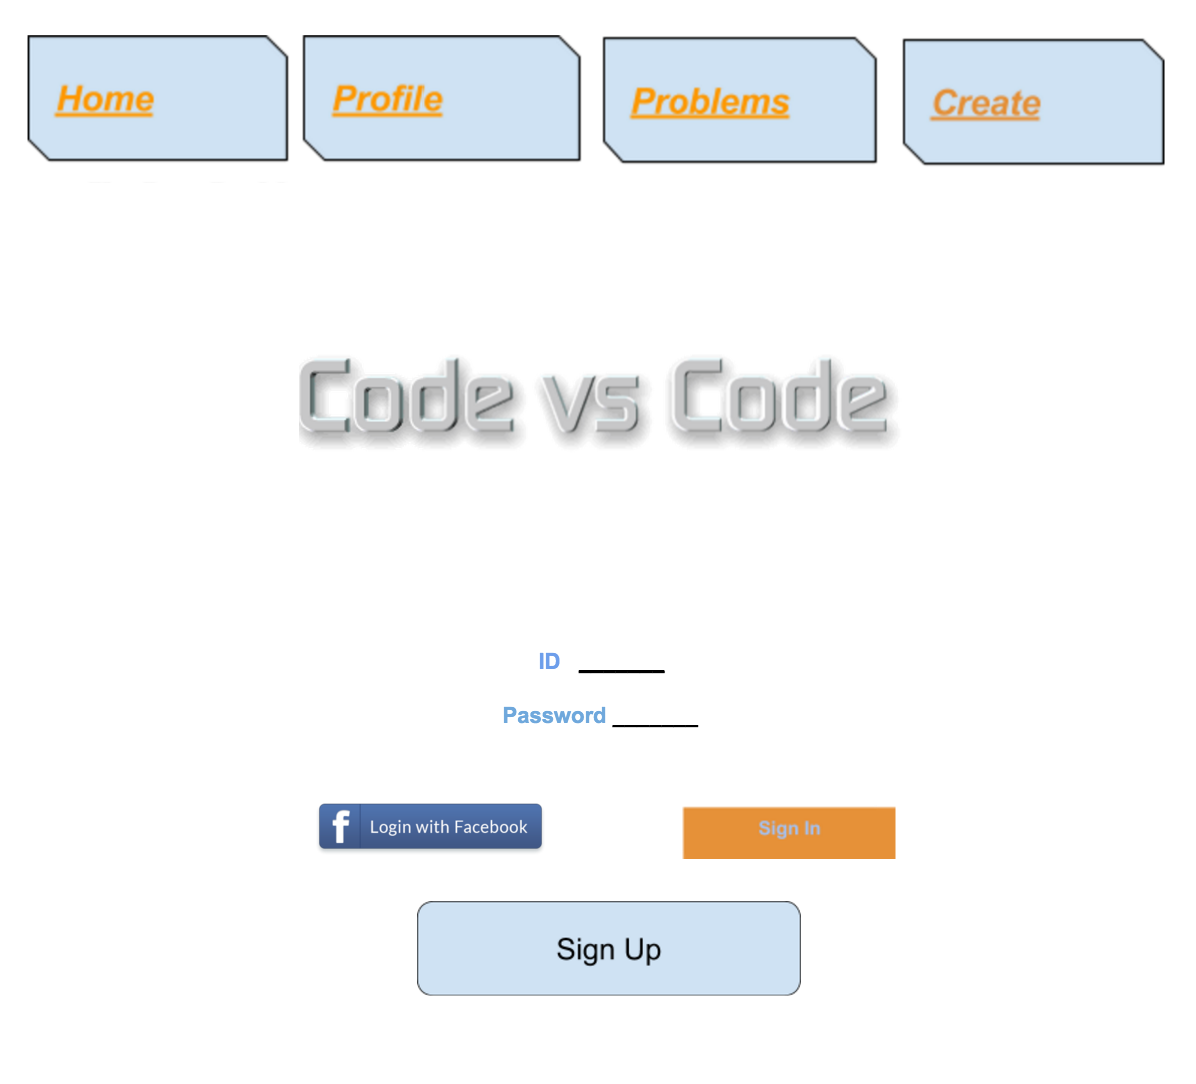 Home Profile Problems Create
Code vs Code
ID _______
Password _______
f Login with Facebook
Sign In
Sign Up